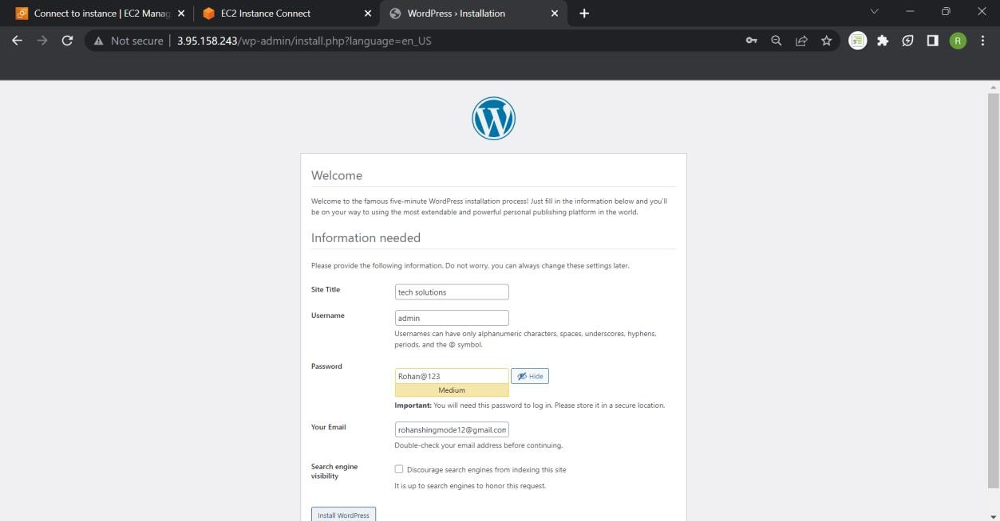 Connect to instance | EC2 Manag
EC2 Instance Connect
WordPress › Installation
Not secure
3.95.158.243/wp-admin/install.php?language=en_US
R
Welcome
Welcome to the famous five-minute WordPress installation process! Just fill in the information below and you'll
be on your way to using the most extendable and powerful personal publishing platform in the world.
Information needed
Please provide the following information. Do not worry, you can always change these settings later.
Site Title
tech solutions
Username
admin
Usernames can have only alphanumeric characters, spaces, underscores, hyphens,
periods, and the @ symbol.
Password
Rohan@123
Hide
Medium
Important: You will need this password to log in. Please store it in a secure location.
Your Email
rohanshingmode12@gmail.com
Double-check your email address before continuing.
Search engine
visibility
Discourage search engines from indexing this site
It is up to search engines to honor this request.
Install WordPress